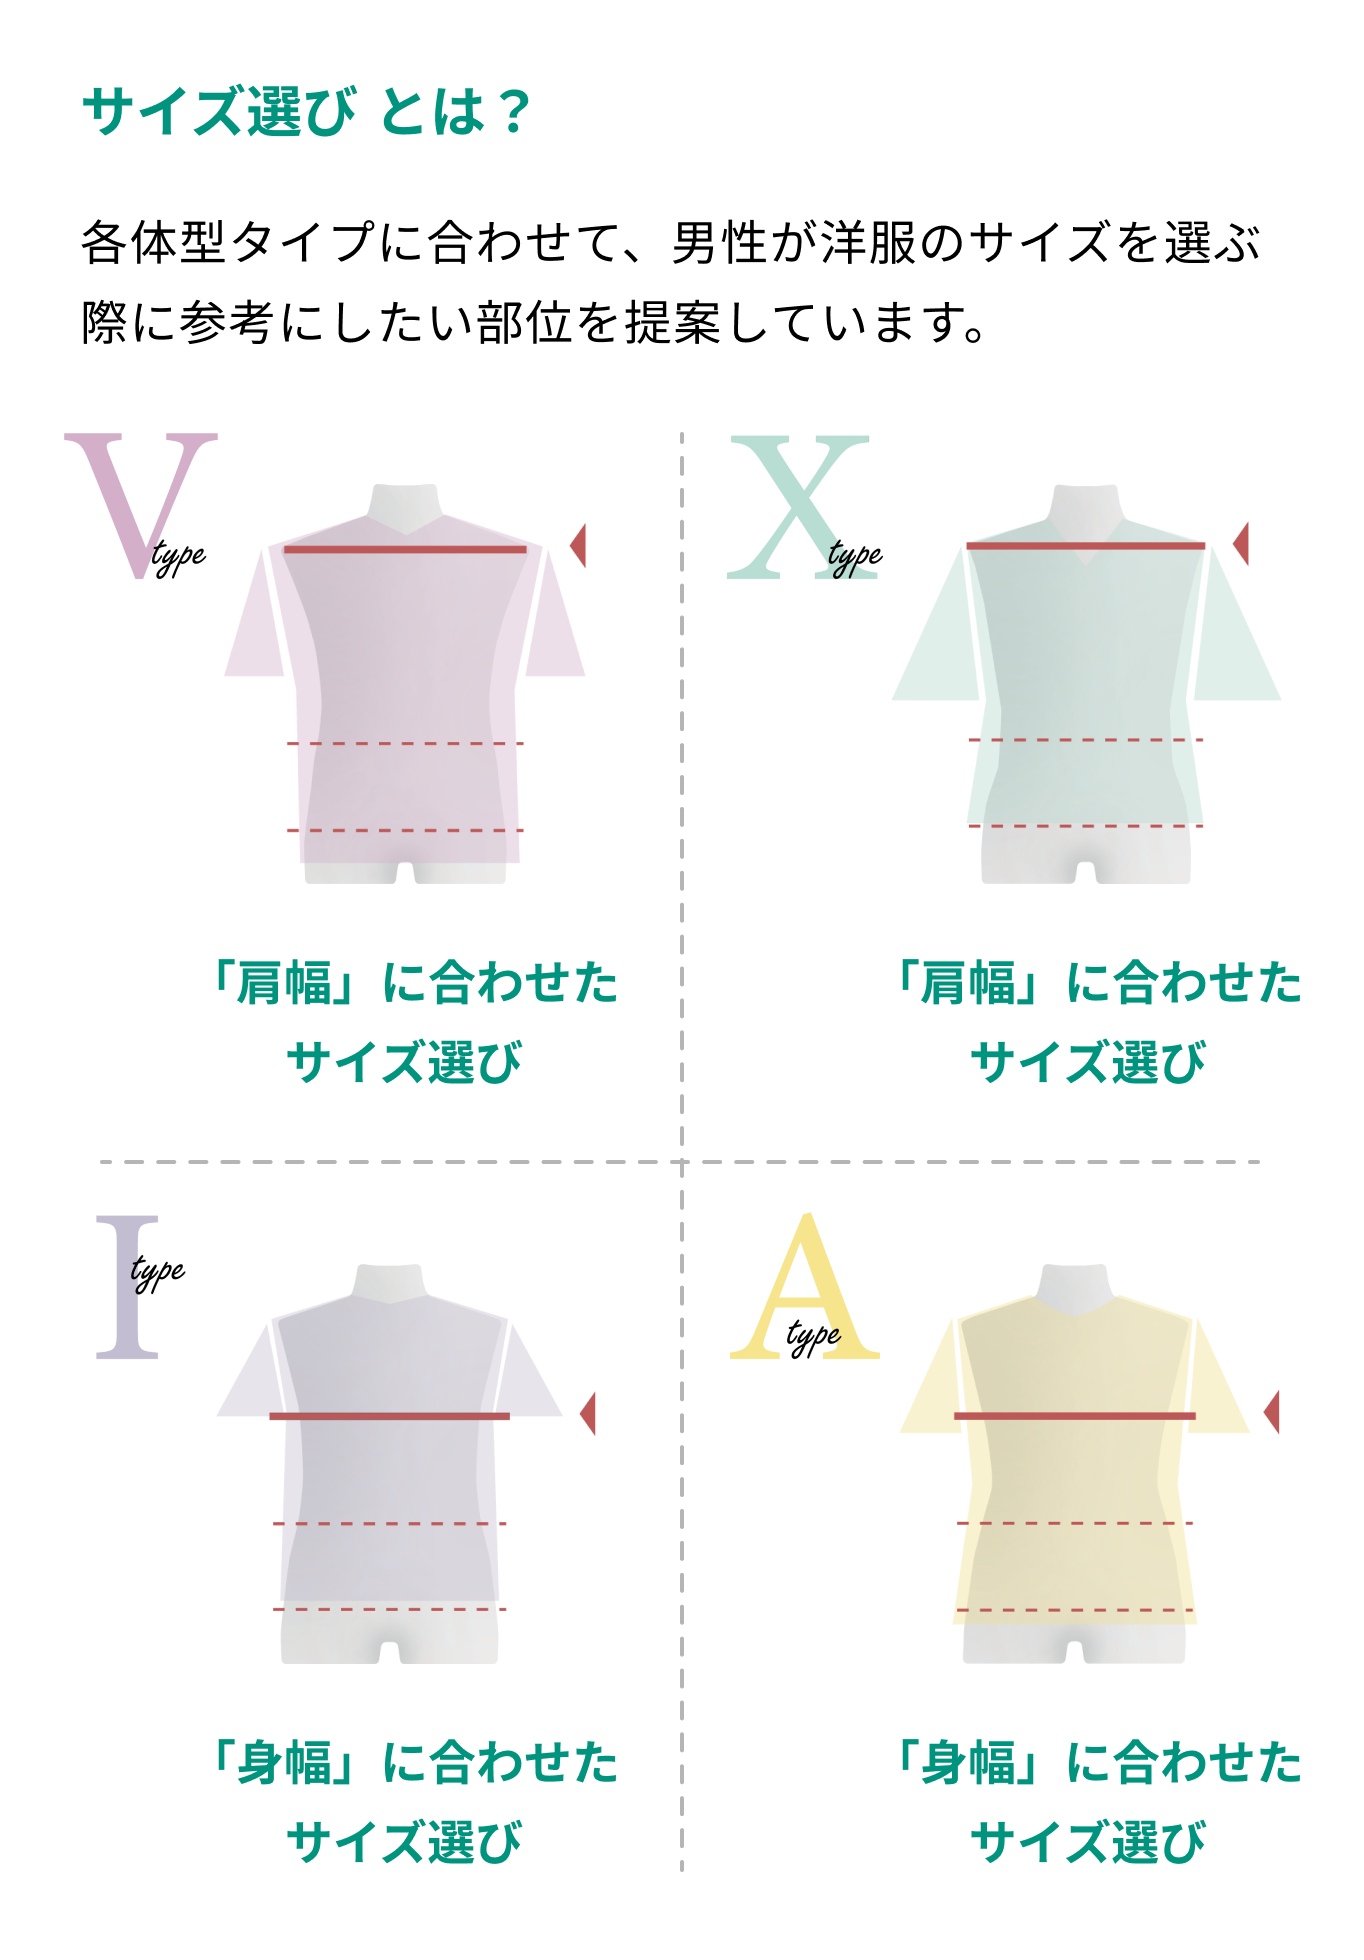 サイズ選び とは？
各体型タイプに合わせて、男性が洋服のサイズを選ぶ
際に参考にしたい部位を提案しています。
V type
「肩幅」に合わせた
サイズ選び
X type
「肩幅」に合わせた
サイズ選び
I type
「身幅」に合わせた
サイズ選び
A type
「身幅」に合わせた
サイズ選び